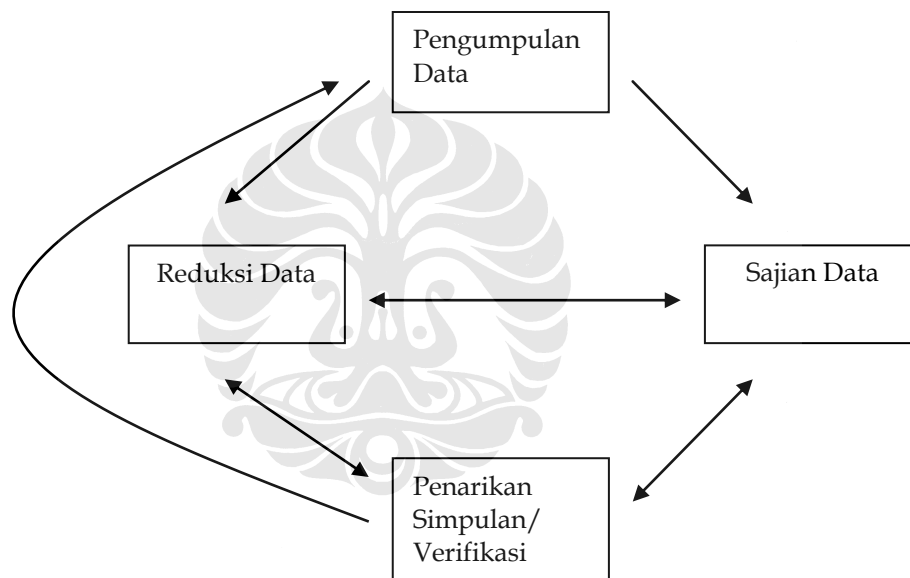 Pengumpulan
Data
Reduksi Data
Sajian Data
Penarikan
Simpulan/
Verifikasi